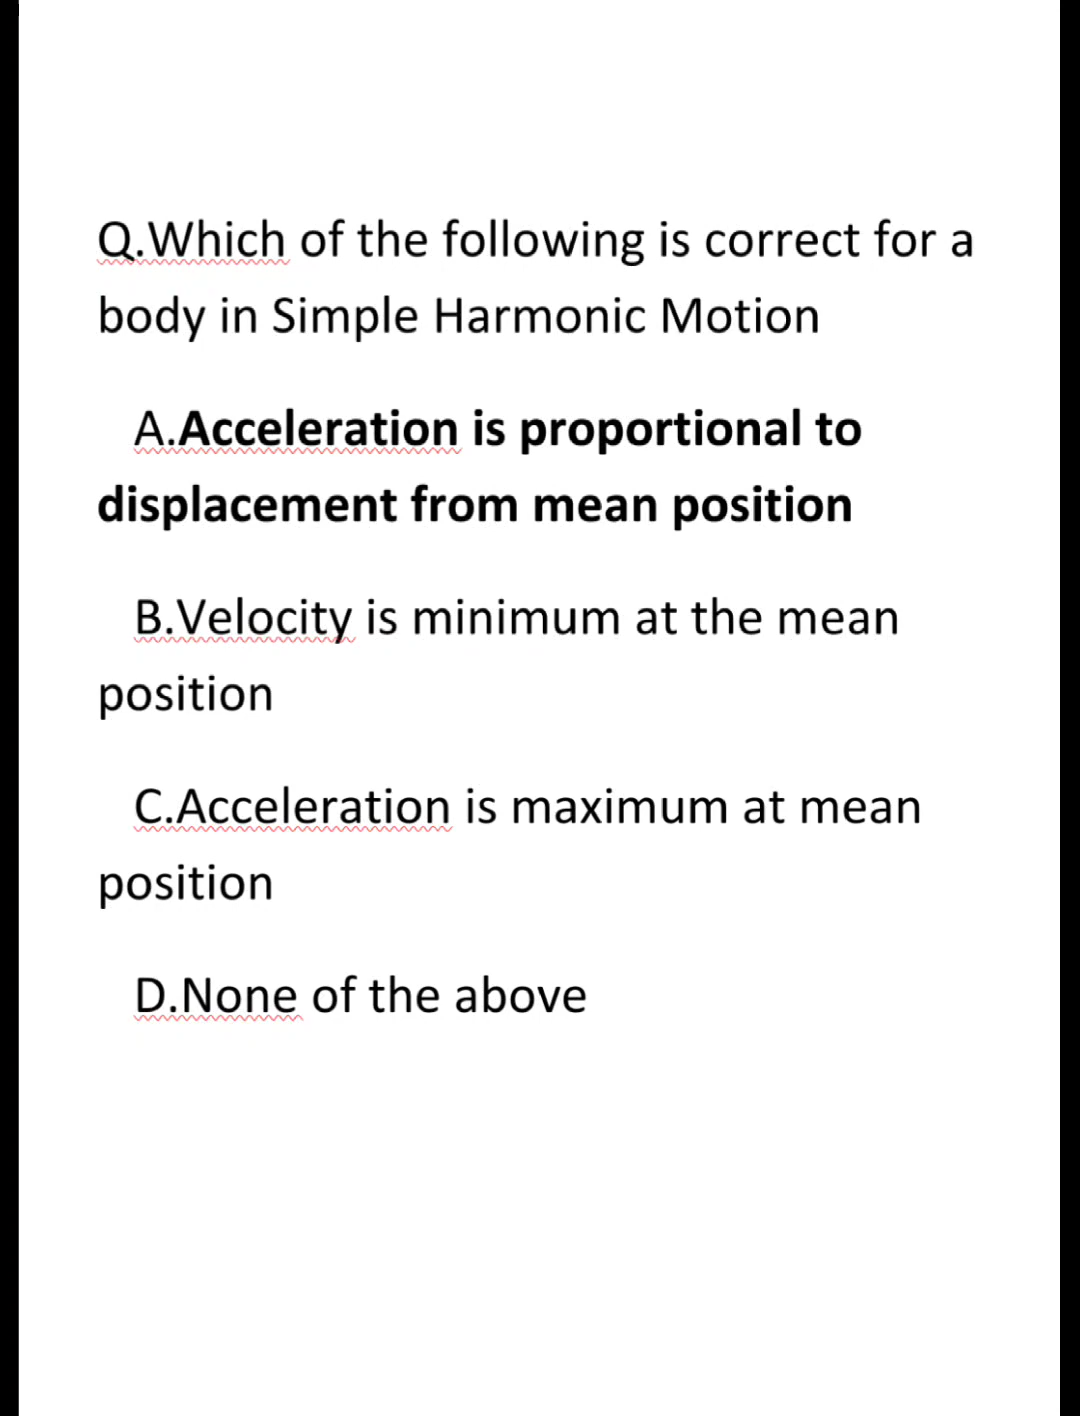 Q.Which of the following is correct for a
body in Simple Harmonic Motion
A.Acceleration is proportional to
displacement from mean position
B.Velocity is minimum at the mean
position
C.Acceleration is maximum at mean
position
D.None of the above